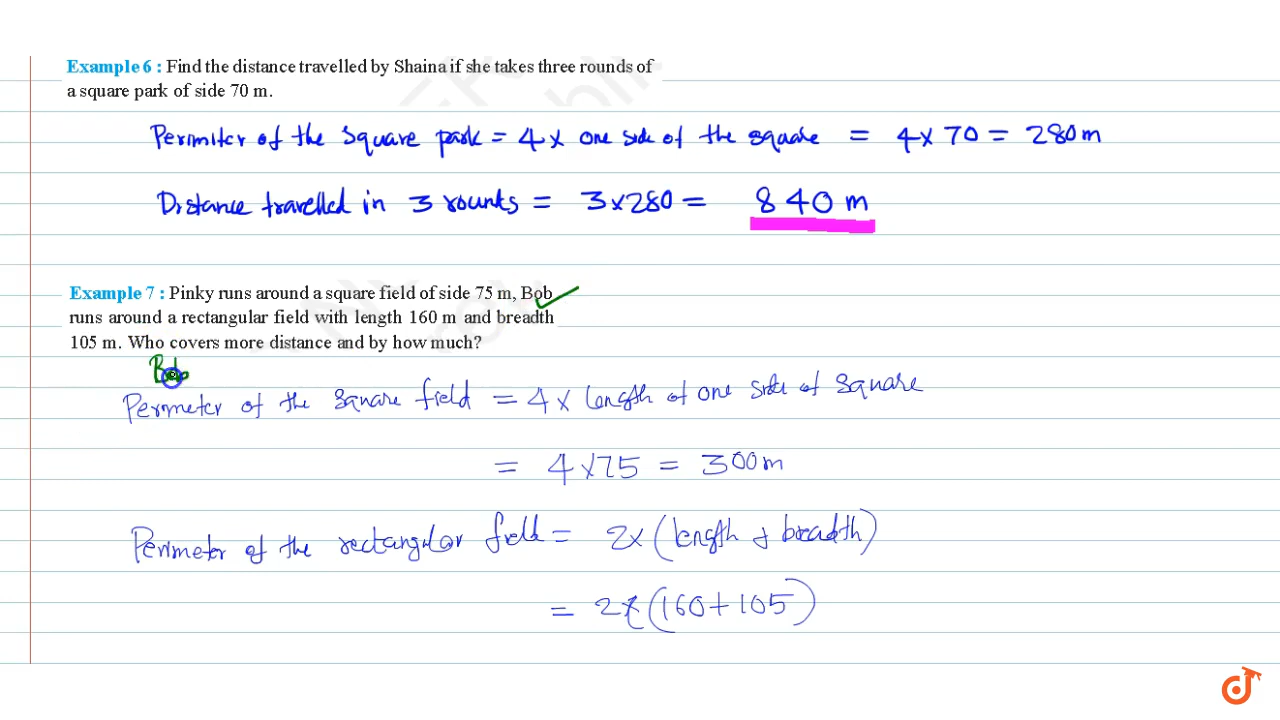 Example 6 : Find the distance travelled by Shaina if she takes three rounds of
a square park of side 70 m.
Perimiter of the square park = 4 x one side of the square = 4 x 70 = 280 m
Distance travelled in 3 rounks = 3 x 280 = 840 m
Example 7 : Pinky runs around a square field of side 75 m, Bob
runs around a rectangular field with length 160 m and breadth
105 m. Who covers more distance and by how much?
Bob
Perimeter of the square field = 4 x length of one side of square
= 4 x 75 = 300 m
Perimeter of the rectangular field = 2 x (length + breadth)
= 2 x (160 + 105)